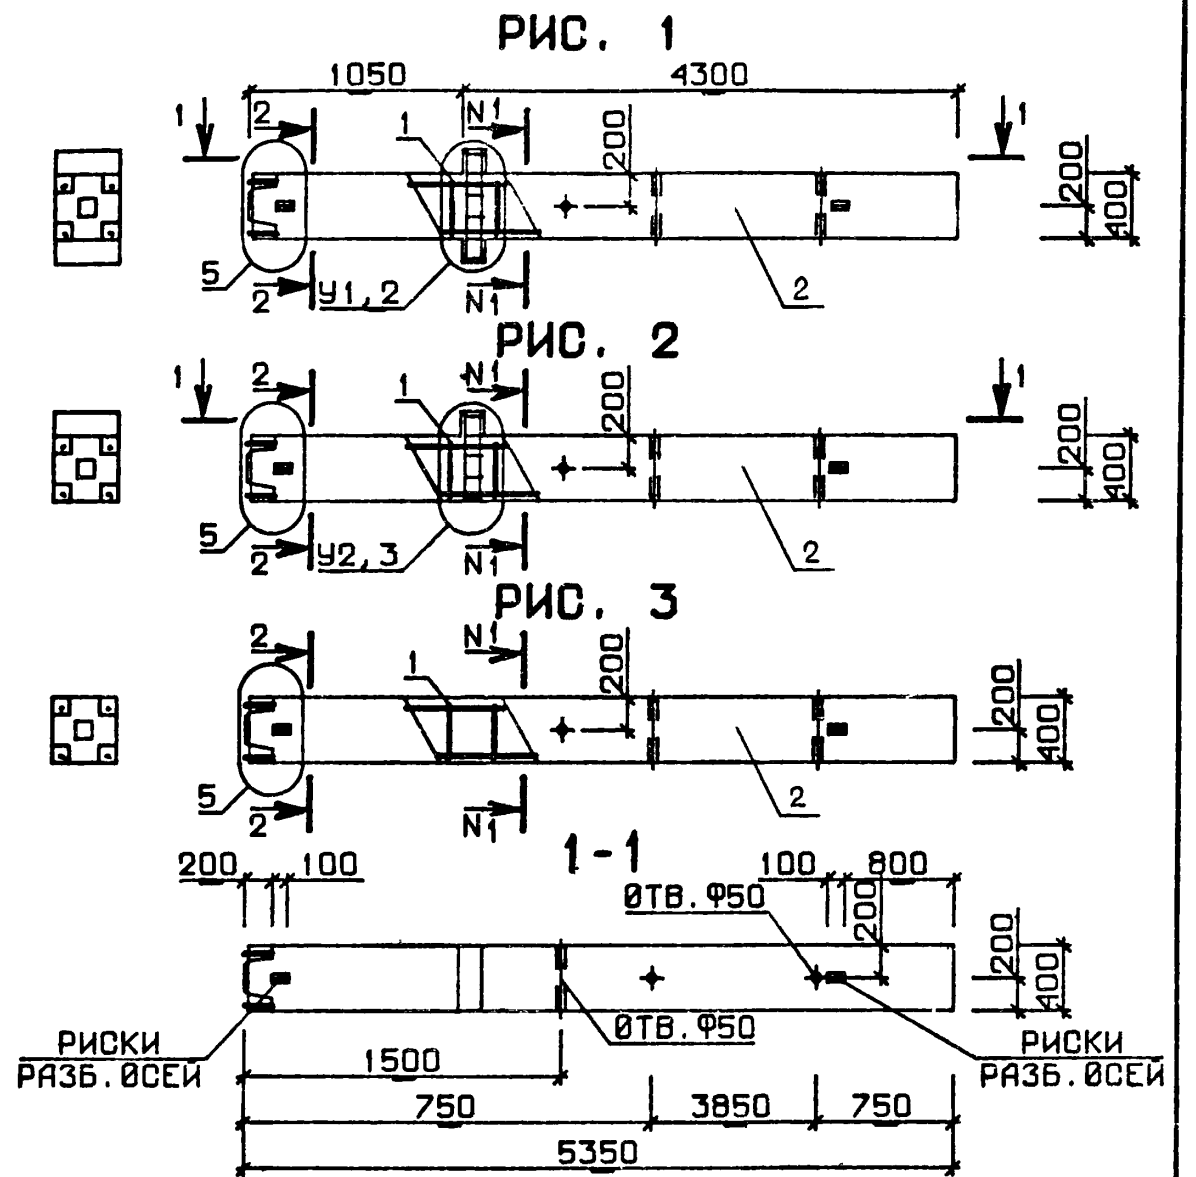 РИС. 1
1050 4300
1 2 N1 1 200 1 200 400
5 2 У1,2 N1 2
РИС. 2
1 2 N1 1 200 1 200 400
5 2 У2,3 N1 2
РИС. 3
2 N1 1 200 200 400
5 2 N1 2
1-1
200 100 100 800
ОТВ. Φ50 200
200 400
РИСКИ
РАЗБ. ОСЕЙ
ОТВ. Φ50
РИСКИ
РАЗБ. ОСЕЙ
1500
750 3850 750
5350